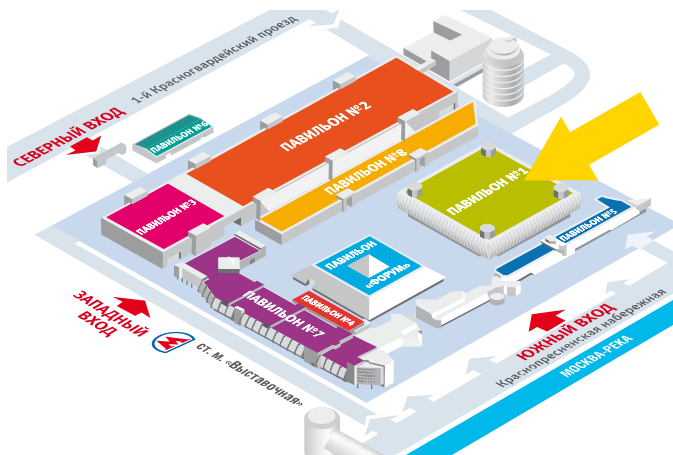 1-й Красногвардейский проезд
СЕВЕРНЫЙ ВХОД
ПАВИЛЬОН №6
ПАВИЛЬОН №2
ПАВИЛЬОН №8
ПАВИЛЬОН №1
ПАВИЛЬОН №3
ПАВИЛЬОН №5
ПАВИЛЬОН
«ФОРУМ»
ПАВИЛЬОН №4
ПАВИЛЬОН №7
ЗАПАДНЫЙ
ВХОД
М
ст. м. «Выставочная»
ЮЖНЫЙ ВХОД
Краснопресненская набережная
МОСКВА-РЕКА